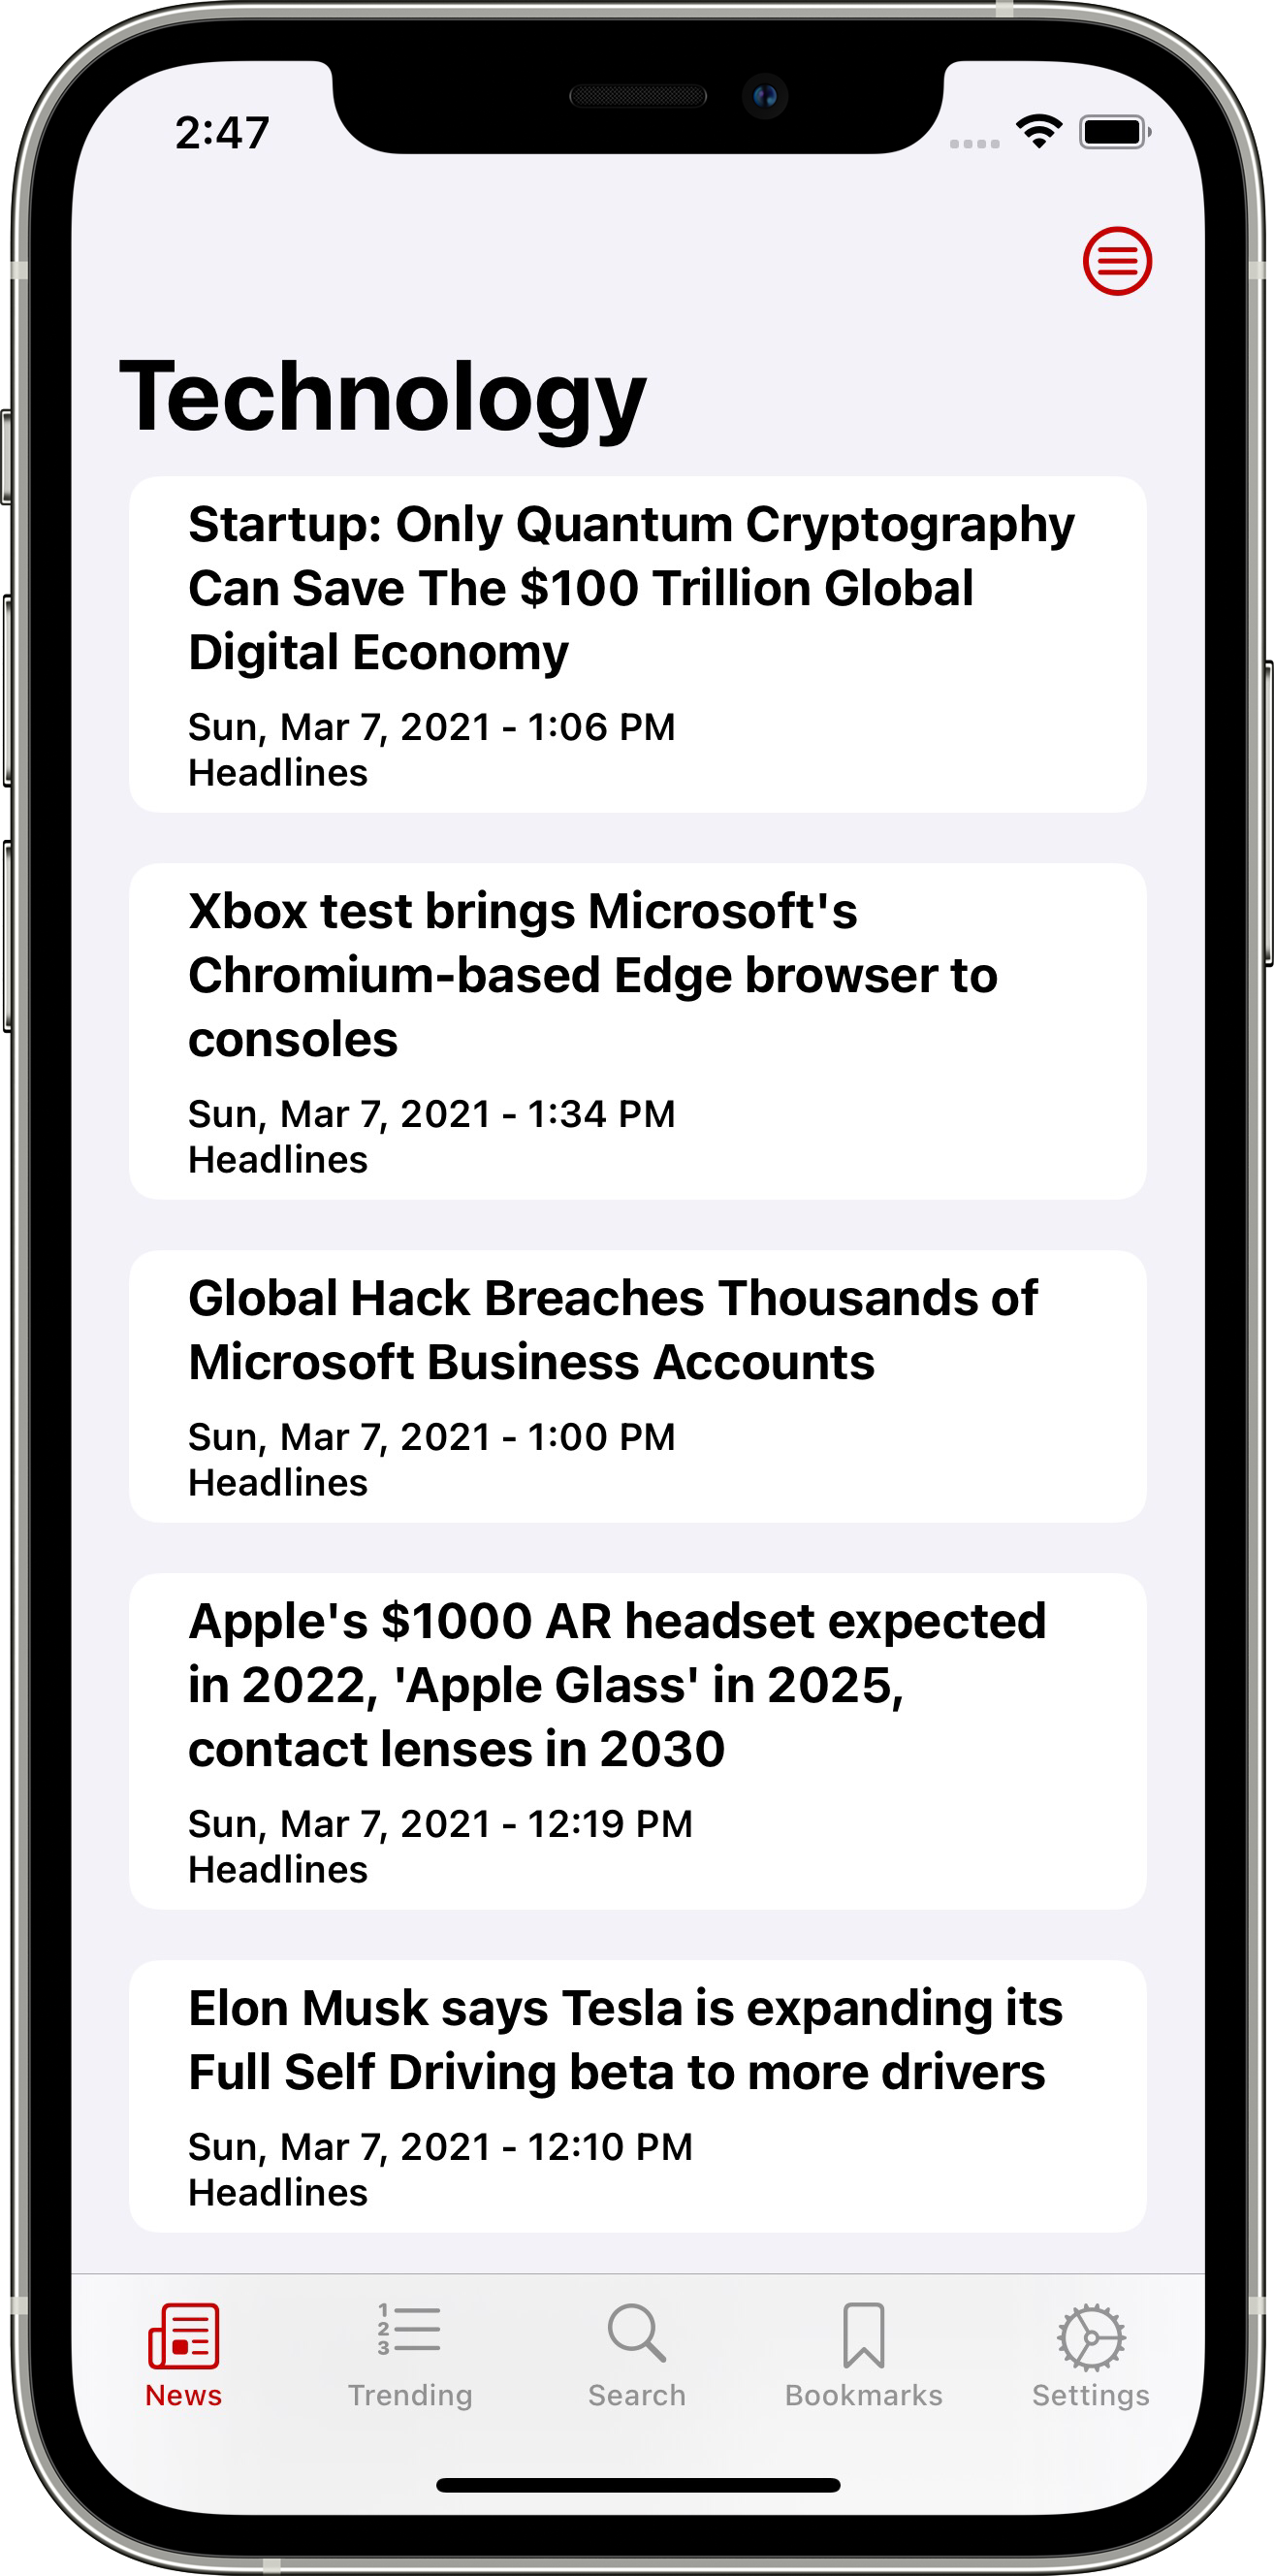 2:47
Technology
Startup: Only Quantum Cryptography
Can Save The $100 Trillion Global
Digital Economy
Sun, Mar 7, 2021 - 1:06 PM
Headlines
Xbox test brings Microsoft's
Chromium-based Edge browser to
consoles
Sun, Mar 7, 2021 - 1:34 PM
Headlines
Global Hack Breaches Thousands of
Microsoft Business Accounts
Sun, Mar 7, 2021 - 1:00 PM
Headlines
Apple's $1000 AR headset expected
in 2022, 'Apple Glass' in 2025,
contact lenses in 2030
Sun, Mar 7, 2021 - 12:19 PM
Headlines
Elon Musk says Tesla is expanding its
Full Self Driving beta to more drivers
Sun, Mar 7, 2021 - 12:10 PM
Headlines
1
2
3
News Trending Search Bookmarks Settings